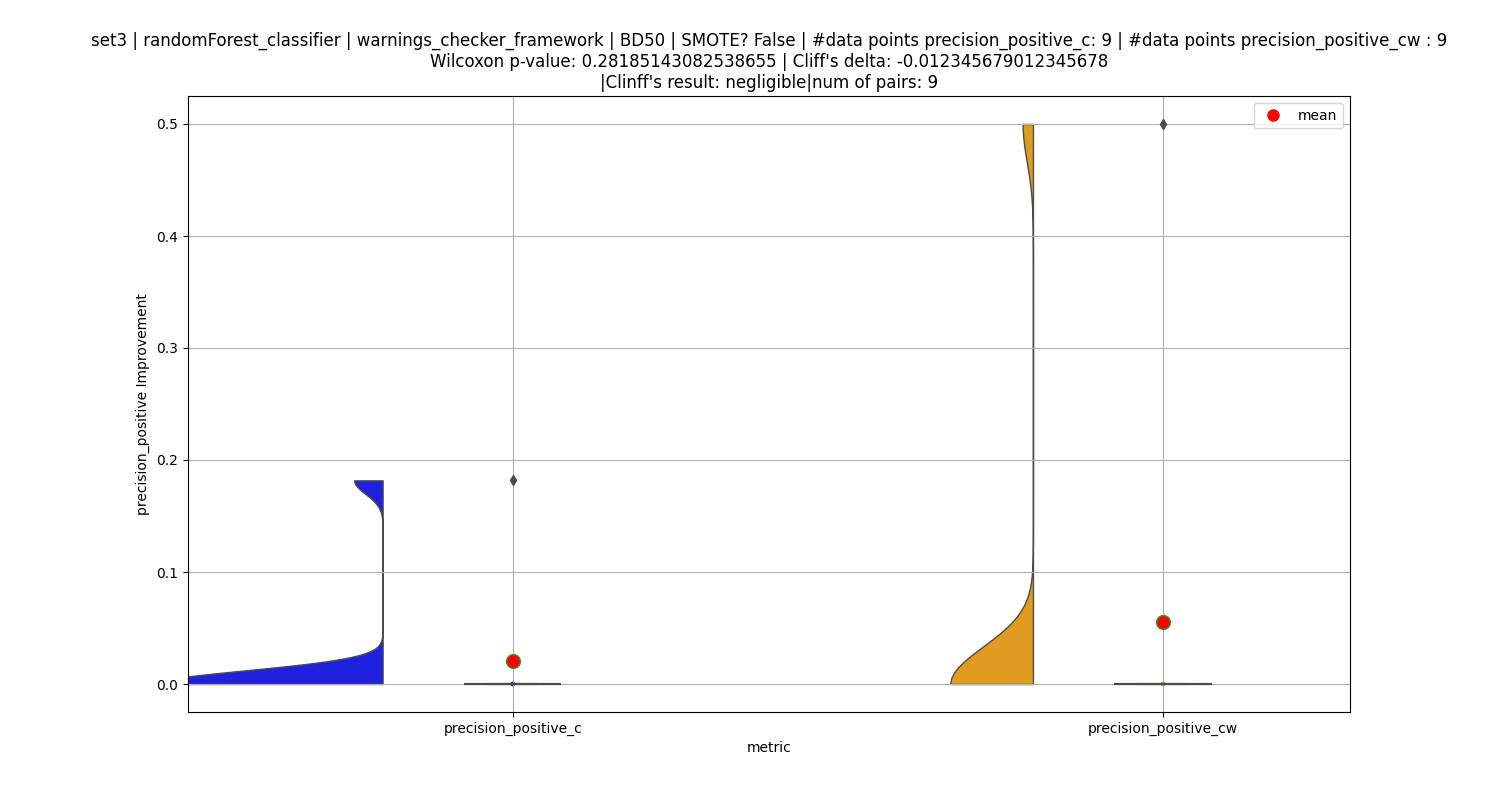 set3 | randomForest_classifier | warnings_checker_framework | BD50 | SMOTE? False | #data points precision_positive_c: 9 | #data points precision_positive_cw : 9
Wilcoxon p-value: 0.28185143082538655 | Cliff's delta: -0.012345679012345678
|Clinff's result: negligible|num of pairs: 9
mean
0.5
0.4
0.3
0.2
0.1
0.0
precision_positive Improvement
precision_positive_c
precision_positive_cw
metric